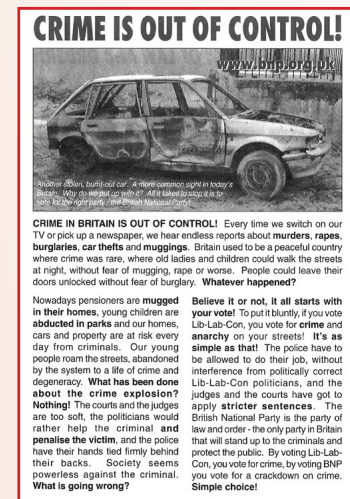 CRIME IS OUT OF CONTROL!
www.bnp.org.uk
Another stolen, burnt-out car. A more common sight in today's
Britain. Why do we put up with it? All it takes to stop it is to
vote for the right party - the British National Party!
CRIME IN BRITAIN IS OUT OF CONTROL! Every time we switch on our
TV or pick up a newspaper, we hear endless reports about murders, rapes,
burglaries, car thefts and muggings. Britain used to be a peaceful country
where crime was rare, where old ladies and children could walk the streets
at night, without fear of mugging, rape or worse. People could leave their
doors unlocked without fear of burglary. Whatever happened?
Nowadays pensioners are mugged
in their homes, young children are
abducted in parks and our homes,
cars and property are at risk every
day from criminals. Our young
people roam the streets, abandoned
by the system to a life of crime and
degeneracy. What has been done
about the crime explosion?
Nothing! The courts and the judges
are too soft, the politicians would
rather help the criminal and
penalise the victim, and the police
have their hands tied firmly behind
their backs. Society seems
powerless against the criminal.
What is going wrong?
Believe it or not, it all starts with
your vote! To put it bluntly, if you vote
Lib-Lab-Con, you vote for crime and
anarchy on your streets! It's as
simple as that! The police have to
be allowed to do their job, without
interference from politically correct
Lib-Lab-Con politicians, and the
judges and the courts have got to
apply stricter sentences. The
British National Party is the party of
law and order - the only party in Britain
that will stand up to the criminals and
protect the public. By voting Lib-Lab-
Con, you vote for crime, by voting BNP
you vote for a crackdown on crime.
Simple choice!